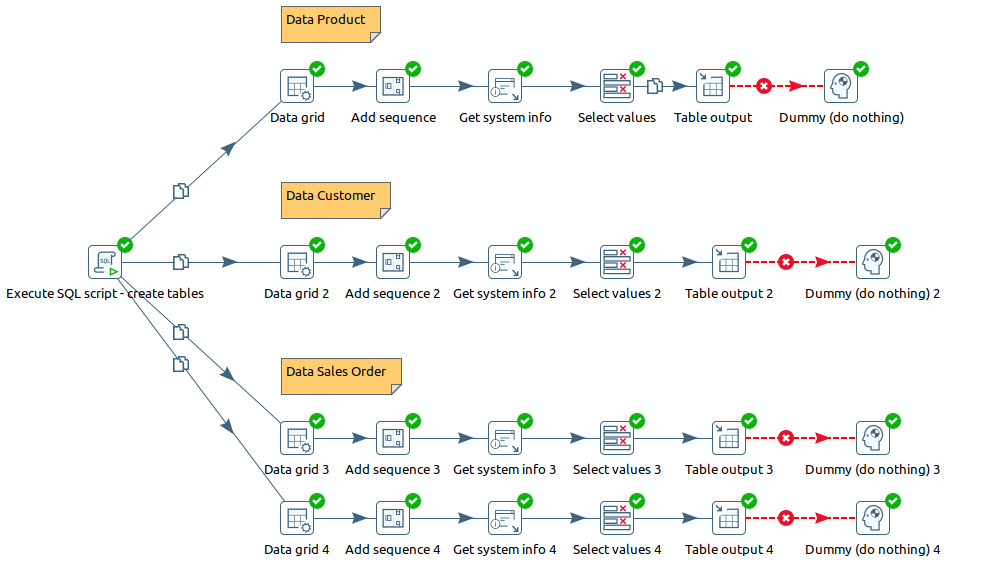 Data Product
Data grid
Add sequence
Get system info
Select values
Table output
Dummy (do nothing)
Data Customer
SQL
Execute SQL script - create tables
Data grid 2
Add sequence 2
Get system info 2
Select values 2
Table output 2
Dummy (do nothing) 2
Data Sales Order
Data grid 3
Add sequence 3
Get system info 3
Select values 3
Table output 3
Dummy (do nothing) 3
Data grid 4
Add sequence 4
Get system info 4
Select values 4
Table output 4
Dummy (do nothing) 4